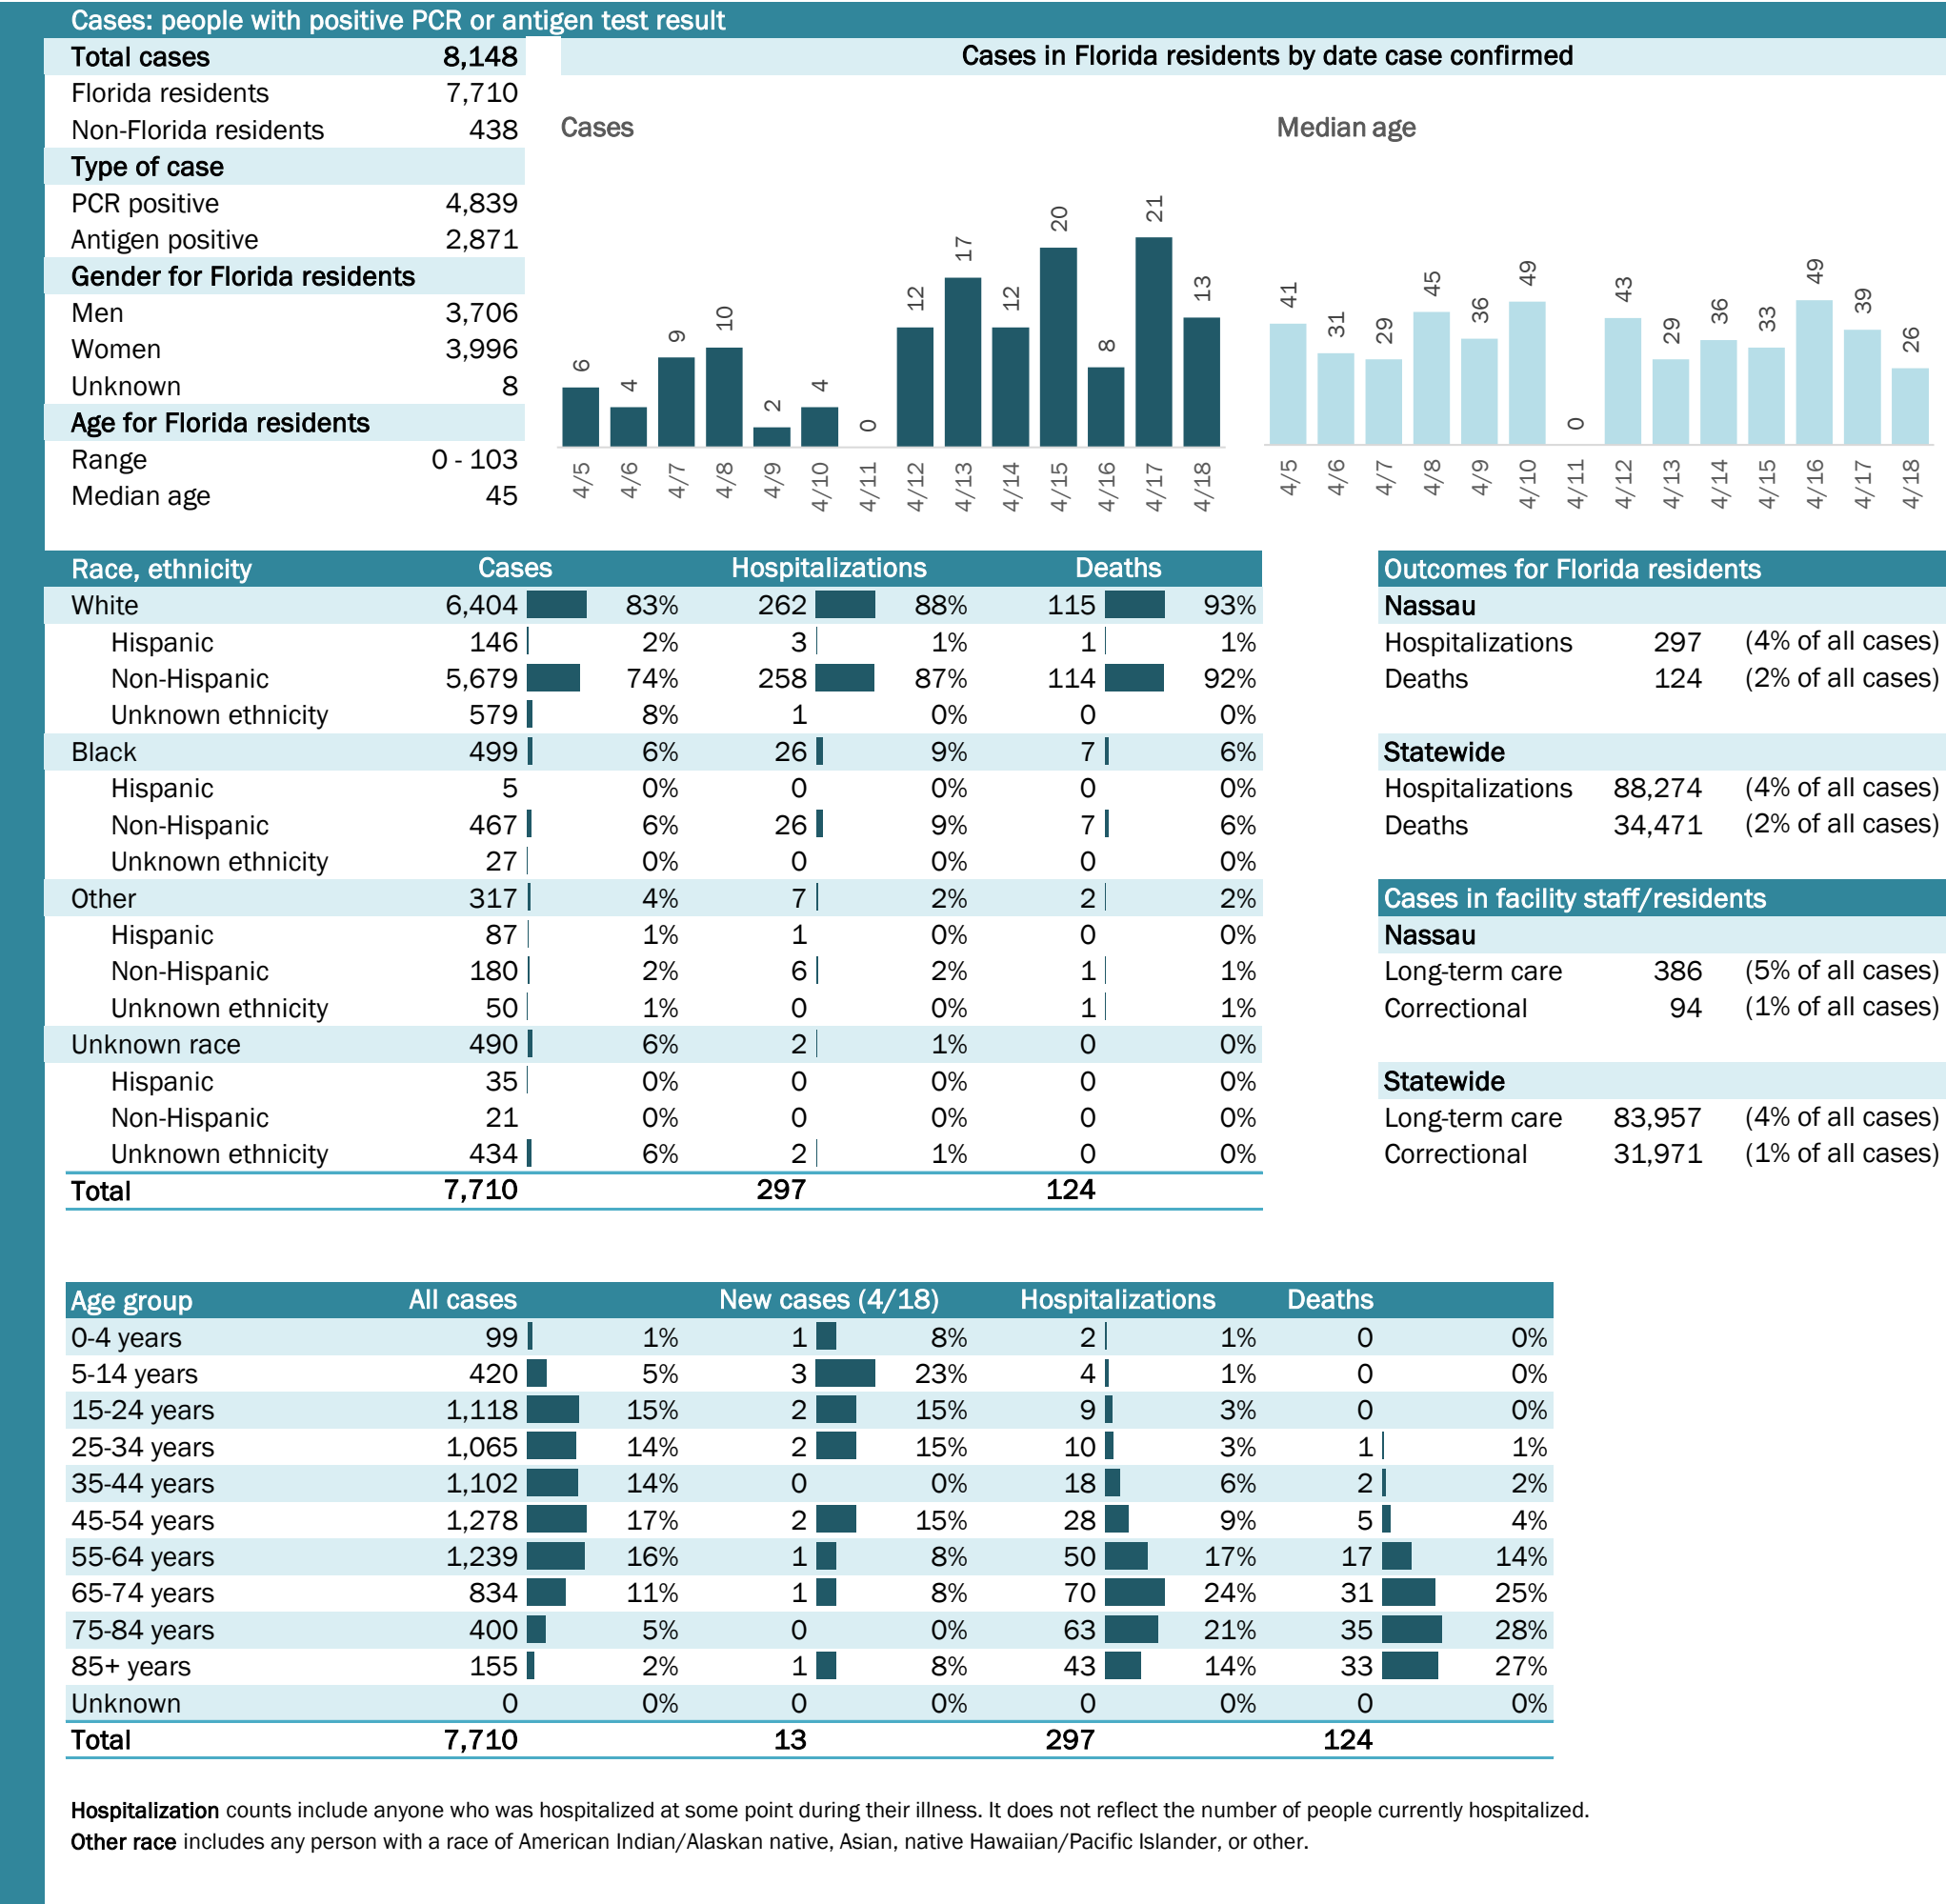 Cases: people with positive PCR or antigen test result
Total cases 8,148
Florida residents 7,710
Non-Florida residents 438
Type of case
PCR positive 4,839
Antigen positive 2,871
Gender for Florida residents
Men 3,706
Women 3,996
Unknown 8
Age for Florida residents
Range 0 - 103
Median age 45
Cases in Florida residents by date case confirmed
Cases
6 4 9 10 2 4 0 12 17 12 20 8 21 13
4/5 4/6 4/7 4/8 4/9 4/10 4/11 4/12 4/13 4/14 4/15 4/16 4/17 4/18
Median age
41 31 29 45 36 49 0 43 29 36 33 49 39 26
4/5 4/6 4/7 4/8 4/9 4/10 4/11 4/12 4/13 4/14 4/15 4/16 4/17 4/18
Race, ethnicity Cases Hospitalizations Deaths
White 6,404 83% 262 88% 115 93%
Hispanic 146 2% 3 1% 1 1%
Non-Hispanic 5,679 74% 258 87% 114 92%
Unknown ethnicity 579 8% 1 0% 0 0%
Black 499 6% 26 9% 7 6%
Hispanic 5 0% 0 0% 0 0%
Non-Hispanic 467 6% 26 9% 7 6%
Unknown ethnicity 27 0% 0 0% 0 0%
Other 317 4% 7 2% 2 2%
Hispanic 87 1% 1 0% 0 0%
Non-Hispanic 180 2% 6 2% 1 1%
Unknown ethnicity 50 1% 0 0% 1 1%
Unknown race 490 6% 2 1% 0 0%
Hispanic 35 0% 0 0% 0 0%
Non-Hispanic 21 0% 0 0% 0 0%
Unknown ethnicity 434 6% 2 1% 0 0%
Total 7,710 297 124
Outcomes for Florida residents
Nassau
Hospitalizations 297 (4% of all cases)
Deaths 124 (2% of all cases)
Statewide
Hospitalizations 88,274 (4% of all cases)
Deaths 34,471 (2% of all cases)
Cases in facility staff/residents
Nassau
Long-term care 386 (5% of all cases)
Correctional 94 (1% of all cases)
Statewide
Long-term care 83,957 (4% of all cases)
Correctional 31,971 (1% of all cases)
Age group All cases New cases (4/18) Hospitalizations Deaths
0-4 years 99 1% 1 8% 2 1% 0 0%
5-14 years 420 5% 3 23% 4 1% 0 0%
15-24 years 1,118 15% 2 15% 9 3% 0 0%
25-34 years 1,065 14% 2 15% 10 3% 1 1%
35-44 years 1,102 14% 0 0% 18 6% 2 2%
45-54 years 1,278 17% 2 15% 28 9% 5 4%
55-64 years 1,239 16% 1 8% 50 17% 17 14%
65-74 years 834 11% 1 8% 70 24% 31 25%
75-84 years 400 5% 0 0% 63 21% 35 28%
85+ years 155 2% 1 8% 43 14% 33 27%
Unknown 0 0% 0 0% 0 0% 0 0%
Total 7,710 13 297 124
Hospitalization counts include anyone who was hospitalized at some point during their illness. It does not reflect the number of people currently hospitalized.
Other race includes any person with a race of American Indian/Alaskan native, Asian, native Hawaiian/Pacific Islander, or other.